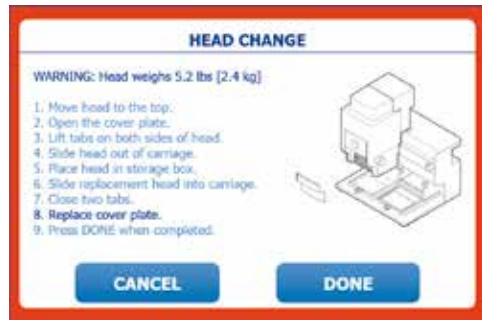 HEAD CHANGE
WARNING: Head weighs 5.2 lbs [2.4 kg]
1. Move head to the top.
2. Open the cover plate.
3. Lift tabs on both sides of head.
4. Slide head out of carriage.
5. Place head in storage box.
6. Slide replacement head into carriage.
7. Close two tabs.
8. Replace cover plate.
9. Press DONE when completed.
CANCEL
DONE